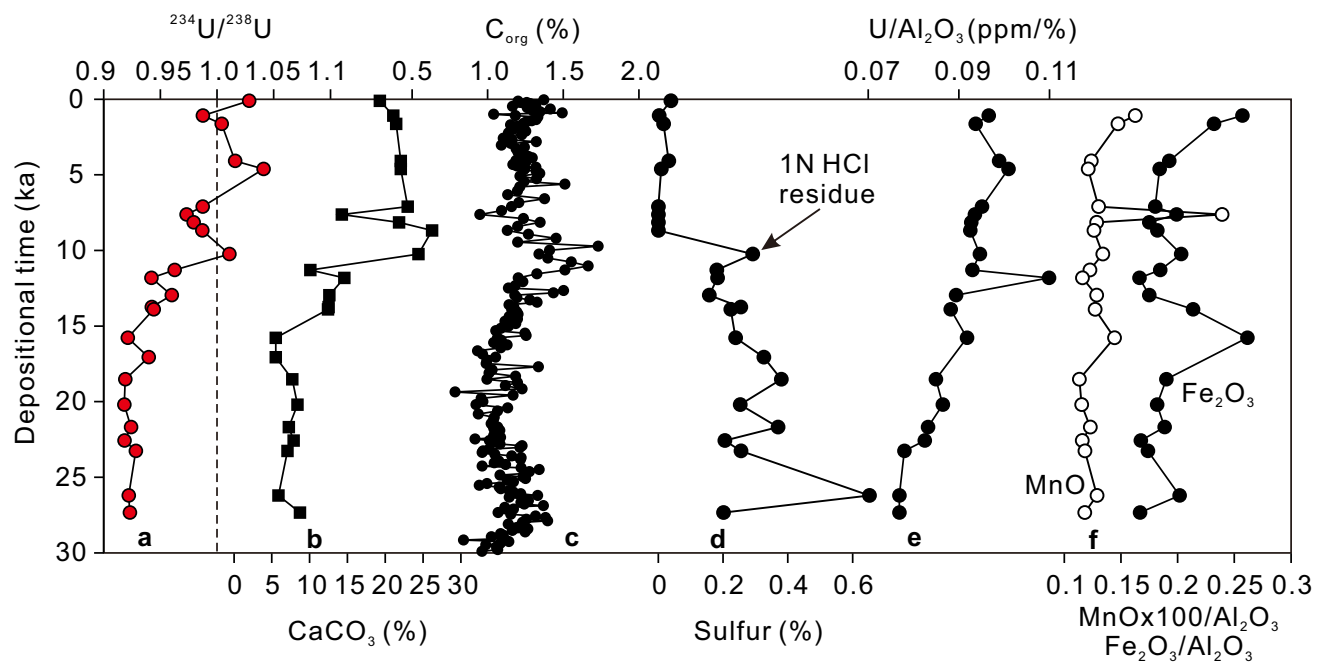 ²³⁴U/²³⁸U C_org (%) U/Al₂O₃(ppm/%)
0.9 0.95 1.0 1.05 1.1 0.5 1.0 1.5 2.0 0.07 0.09 0.11
Depositional time (ka)
0
5
10
15
20
25
30
1N HCl
residue
Fe₂O₃
MnO
a b c d e f
0 5 10 15 20 25 30 0 0.2 0.4 0.6 0.1 0.15 0.20 0.25 0.3
CaCO₃ (%) Sulfur (%) MnOx100/Al₂O₃
Fe₂O₃/Al₂O₃